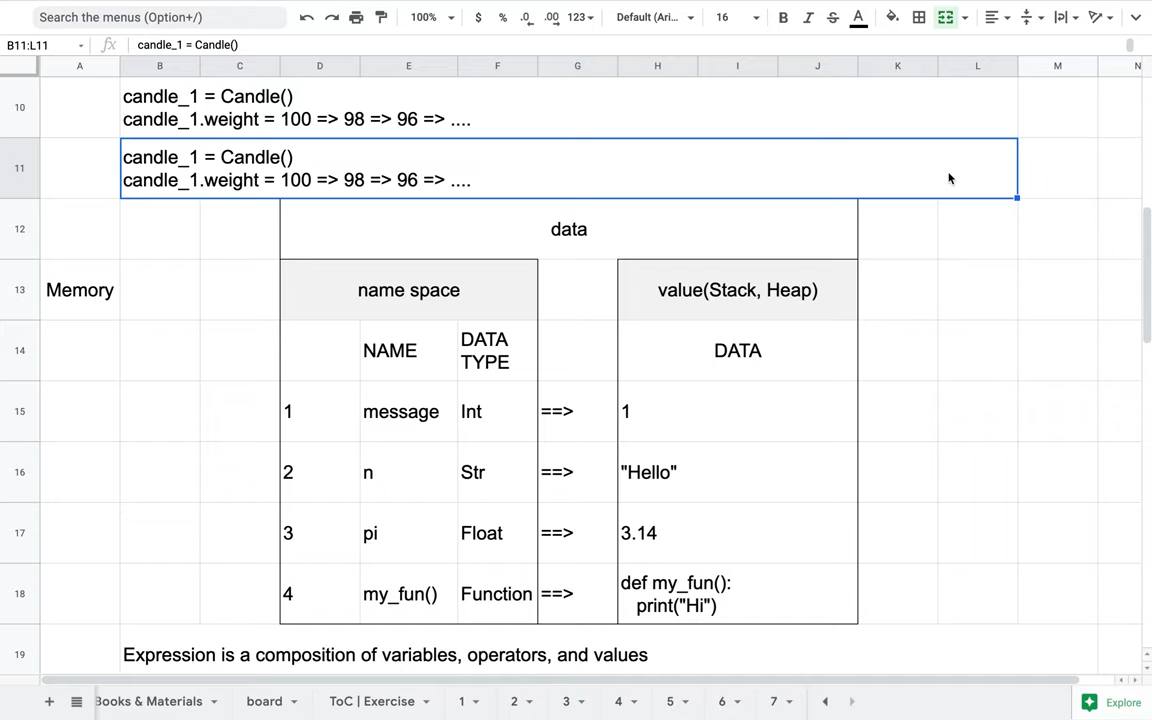 Search the menus (Option+/)
100%
$
%
.0
.00
123
Default (Ari...
16
B
I
S
A
B11:L11
fx
candle_1 = Candle()
A B C D E F G H I J K L M N
10
candle_1 = Candle()
candle_1.weight = 100 => 98 => 96 => ....
11
candle_1 = Candle()
candle_1.weight = 100 => 98 => 96 => ....
12
data
13
Memory
name space
value(Stack, Heap)
14
NAME
DATA
TYPE
DATA
15
1 message Int ==> 1
16
2 n Str ==> "Hello"
17
3 pi Float ==> 3.14
18
4 my_fun() Function ==>
def my_fun():
print("Hi")
19
Expression is a composition of variables, operators, and values
Books & Materials
board
ToC | Exercise
1
2
3
4
5
6
7
Explore